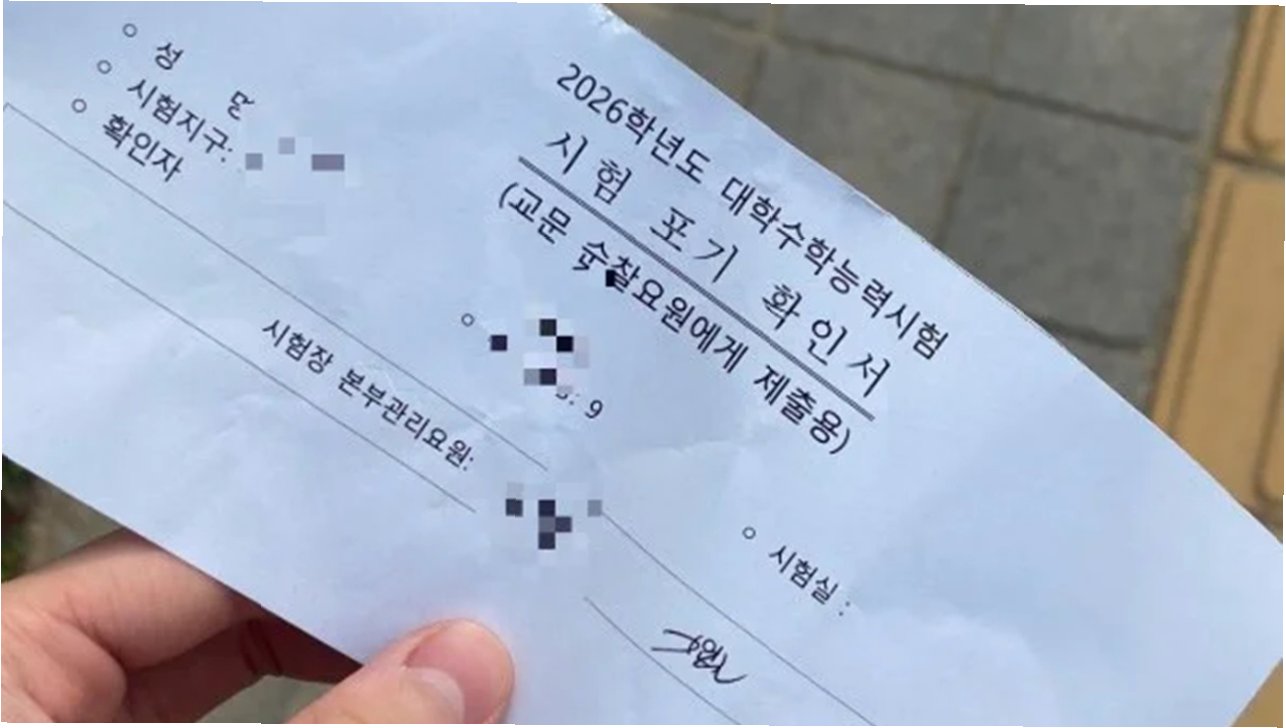 2026학년도 대학수학능력시험
시험 포기 확인서
(교문 순찰요원에게 제출용)
○ 성 명
○ 시험지구:
○ 확인자
○
: 9
○ 시험실 :
시험장 본부관리요원: